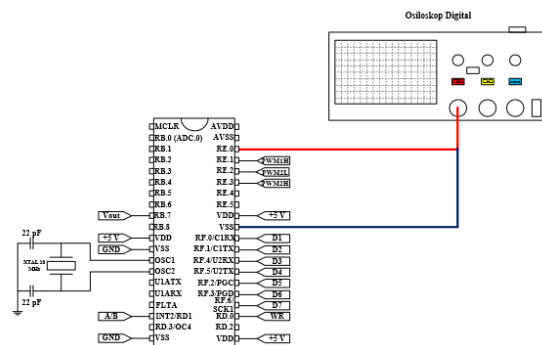 Osiloskop Digital
MCLR AVDD
RB.0 (ADC.0) AVSS
RB.1 RE.0
RB.2 RE.1 PWM1H
RB.3 RE.2 PWM2L
RB.4 RE.3 PWM2H
RB.5 RE.4
RB.6 RE.5
Vout RB.7 VDD +5 V
RB.8 VSS
22 pF
+5 V VDD RF.0/C1RX D1
GND VSS RF.1/C1TX D2
XTAL 10
MHz
OSC1 RF.4/U2RX D3
OSC2 RF.5/U2TX D4
U1ATX RF.2/PGC D5
U1ARX RF.3/PGD D6
22 pF
FLTA RF.6/
SCK1 D7
A/B INT2/RD1 RD.0 WR
RD.3/OC4 RD.2
GND VSS VDD +5 V